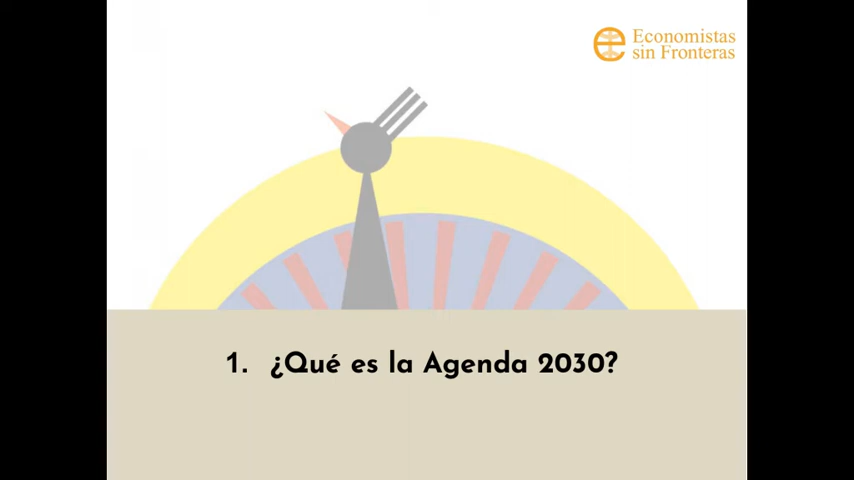 Economistas
sin Fronteras
1. ¿Qué es la Agenda 2030?